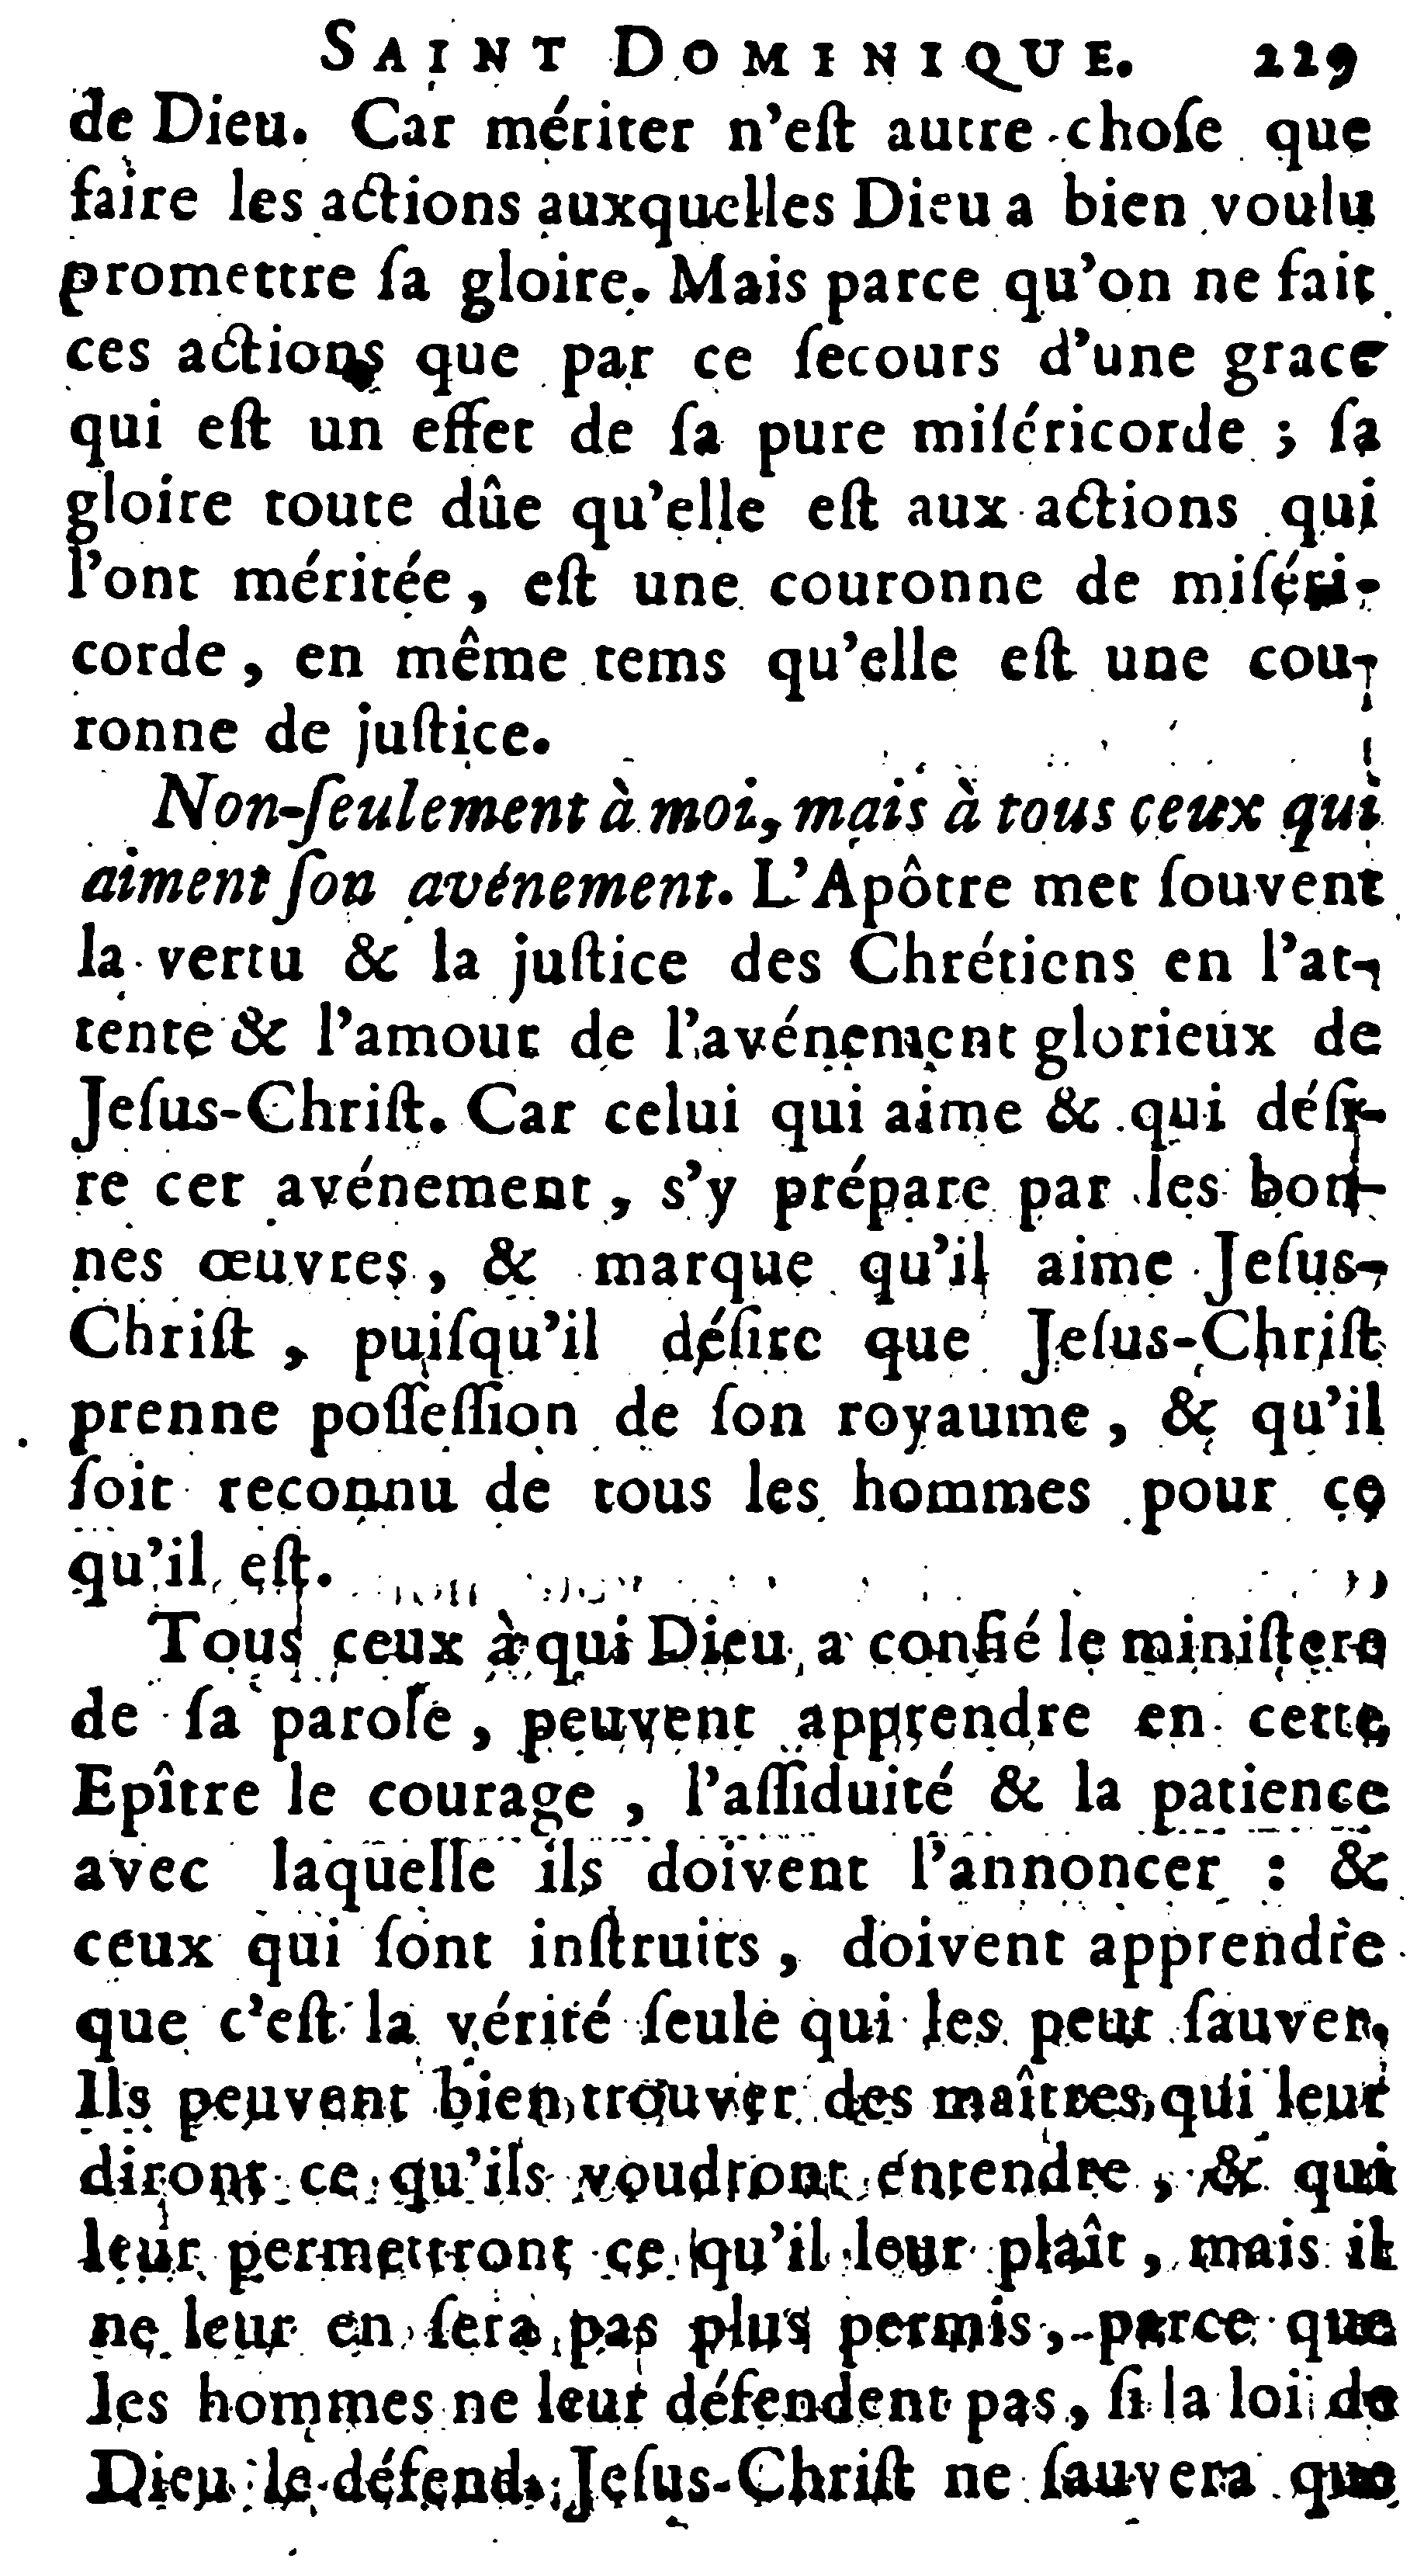 SAINT DOMINIQUE. 229
de Dieu. Car mériter n'eſt autre choſe que
faire les actions auxquelles Dieu a bien voulu
promettre ſa gloire. Mais parce qu'on ne fait
ces actions que par ce ſecours d'une grace
qui eſt un effet de ſa pure miſéricorde ; ſa
gloire toute dûe qu'elle eſt aux actions qui
l'ont méritée, eſt une couronne de miſéri-
corde, en même tems qu'elle eſt une cou-
ronne de juſtice.
Non-ſeulement à moi, mais à tous ceux qui
aiment ſon avénement. L'Apôtre met ſouvent
la vertu & la juſtice des Chrétiens en l'at-
tente & l'amour de l'avénement glorieux de
Jeſus-Chriſt. Car celui qui aime & qui déſi-
re cet avénement, s'y prépare par les bon-
nes œuvres, & marque qu'il aime Jeſus-
Chriſt, puiſqu'il déſire que Jeſus-Chriſt
prenne poſſeſſion de ſon royaume, & qu'il
ſoit reconnu de tous les hommes pour ce
qu'il eſt.
Tous ceux à qui Dieu a confié le miniſtere
de ſa parole, peuvent apprendre en cette
Epître le courage, l'aſſiduité & la patience
avec laquelle ils doivent l'annoncer : &
ceux qui ſont inſtruits, doivent apprendre
que c'eſt la vérité ſeule qui les peut ſauver.
Ils peuvent bien trouver des maîtres qui leur
diront ce qu'ils voudront entendre, & qui
leur permettront ce qu'il leur plaît, mais il
ne leur en ſera pas plus permis, parce que
les hommes ne leur défendent pas, ſi la loi de
Dieu le défend. Jeſus-Chriſt ne ſauvera que